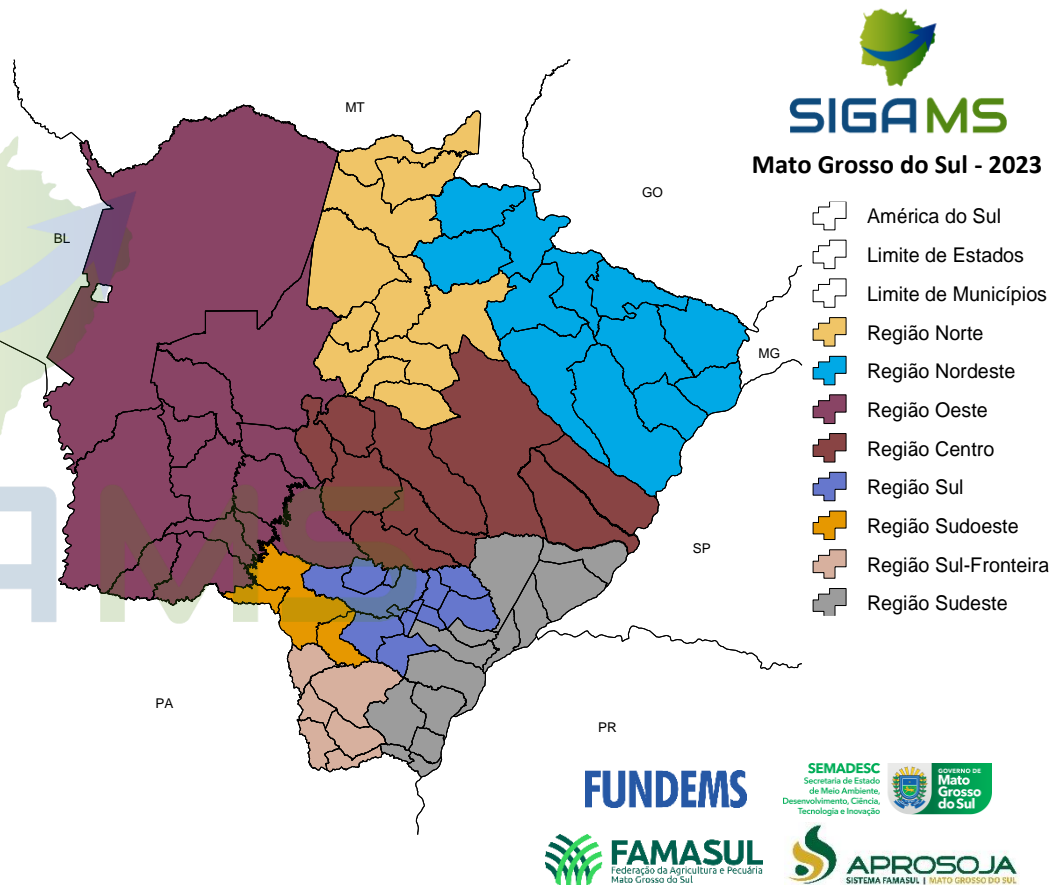 MT
GO
BL
MG
SP
PA
PR
SIGAMS
Mato Grosso do Sul - 2023
América do Sul
Limite de Estados
Limite de Municípios
Região Norte
Região Nordeste
Região Oeste
Região Centro
Região Sul
Região Sudoeste
Região Sul-Fronteira
Região Sudeste
AMS
FUNDEMS
SEMADESC
Secretaria de Estado
de Meio Ambiente,
Desenvolvimento, Ciência,
Tecnologia e Inovação
GOVERNO DE
Mato
Grosso
do Sul
FAMASUL
Federação da Agricultura e Pecuária
Mato Grosso do Sul
APROSOJA
SISTEMA FAMASUL | MATO GROSSO DO SUL